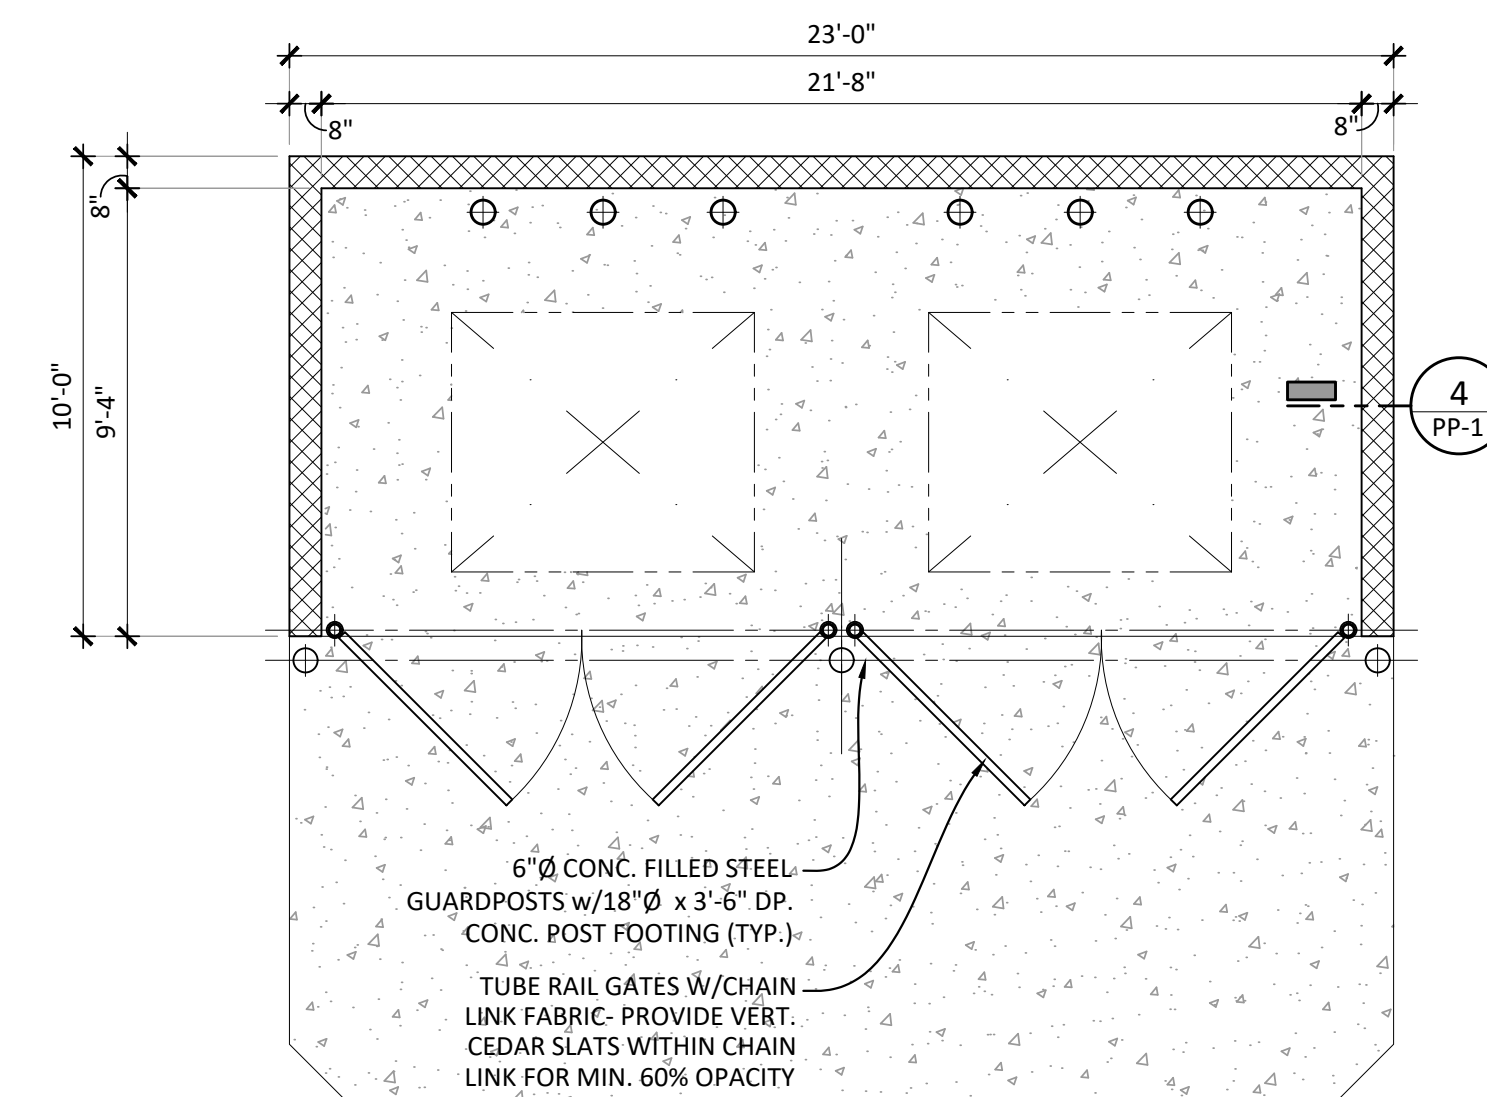 23'-0"
21'-8"
8"
8"
8"
10'-0"
9'-4"
4
PP-1
6"Ø CONC. FILLED STEEL
GUARDPOSTS w/18"Ø x 3'-6" DP.
CONC. POST FOOTING (TYP.)
TUBE RAIL GATES W/CHAIN
LINK FABRIC- PROVIDE VERT.
CEDAR SLATS WITHIN CHAIN
LINK FOR MIN. 60% OPACITY